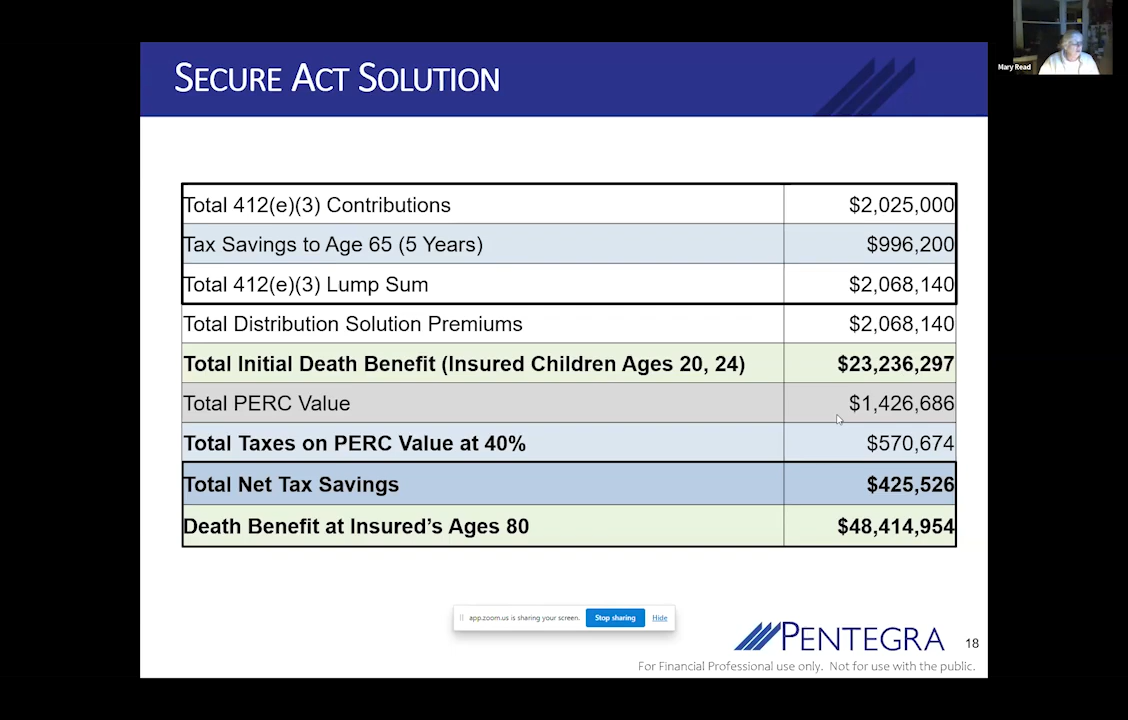 Mary Read
SECURE ACT SOLUTION
Total 412(e)(3) Contributions $2,025,000
Tax Savings to Age 65 (5 Years) $996,200
Total 412(e)(3) Lump Sum $2,068,140
Total Distribution Solution Premiums $2,068,140
Total Initial Death Benefit (Insured Children Ages 20, 24) $23,236,297
Total PERC Value $1,426,686
Total Taxes on PERC Value at 40% $570,674
Total Net Tax Savings $425,526
Death Benefit at Insured's Ages 80 $48,414,954
app.zoom.us is sharing your screen. Stop sharing Hide
PENTEGRA 18
For Financial Professional use only. Not for use with the public.